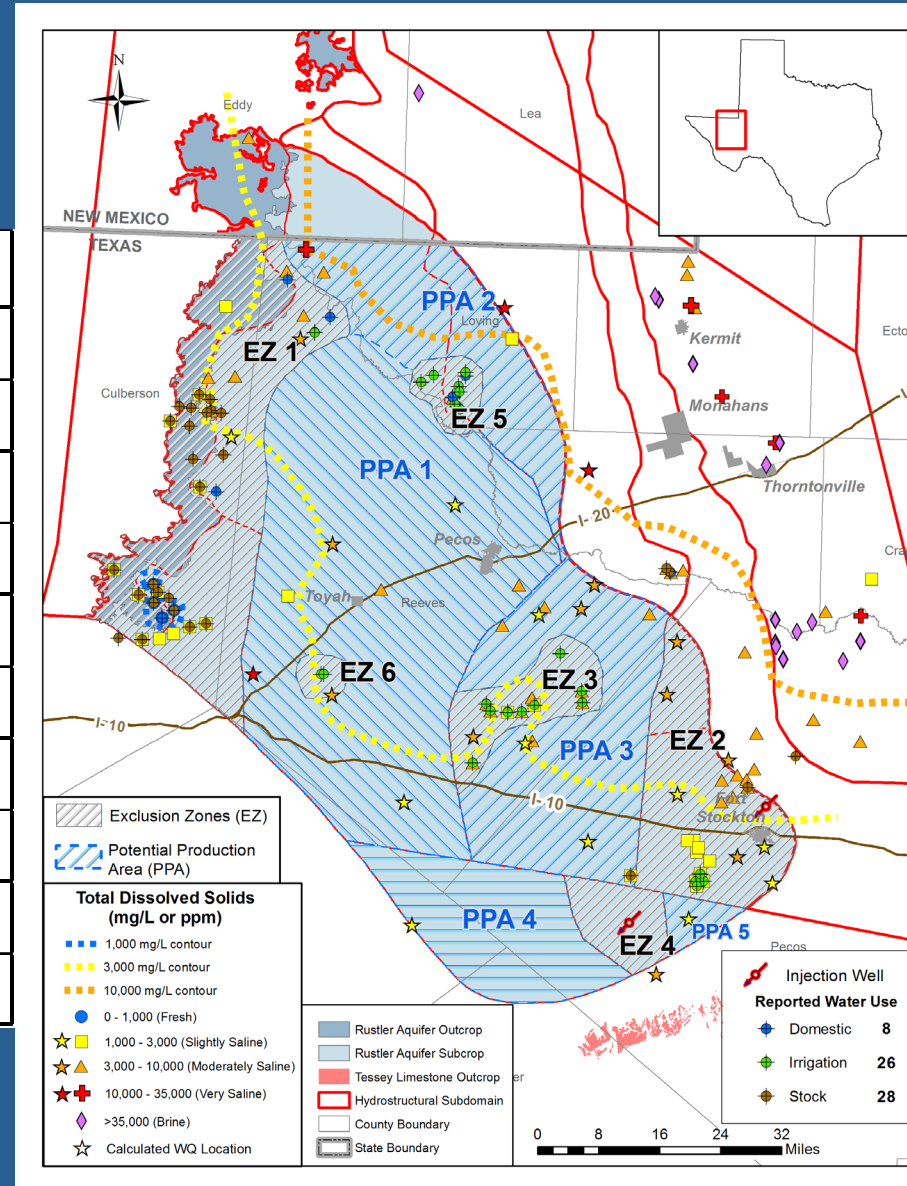 N
Eddy
Lea
NEW MEXICO
TEXAS
PPA 2
Loving
Kermit
EZ 1
Culberson
Monahans
EZ 5
PPA 1
Thorntonville
I- 20
Pecos
Toyah
Reeves
EZ 6
EZ 3
I-10
EZ 2
PPA 3
I- 10
Fort
Stockton
PPA 4
EZ 4
PPA 5
Pecos
Exclusion Zones (EZ)
Potential Production
Area (PPA)
Total Dissolved Solids
(mg/L or ppm)
1,000 mg/L contour
3,000 mg/L contour
10,000 mg/L contour
0 - 1,000 (Fresh)
1,000 - 3,000 (Slightly Saline)
3,000 - 10,000 (Moderately Saline)
10,000 - 35,000 (Very Saline)
>35,000 (Brine)
Calculated WQ Location
Rustler Aquifer Outcrop
Rustler Aquifer Subcrop
Tessey Limestone Outcrop
Hydrostructural Subdomain
County Boundary
State Boundary
Injection Well
Reported Water Use
Domestic 8
Irrigation 26
Stock 28
0 8 16 24 32
Miles